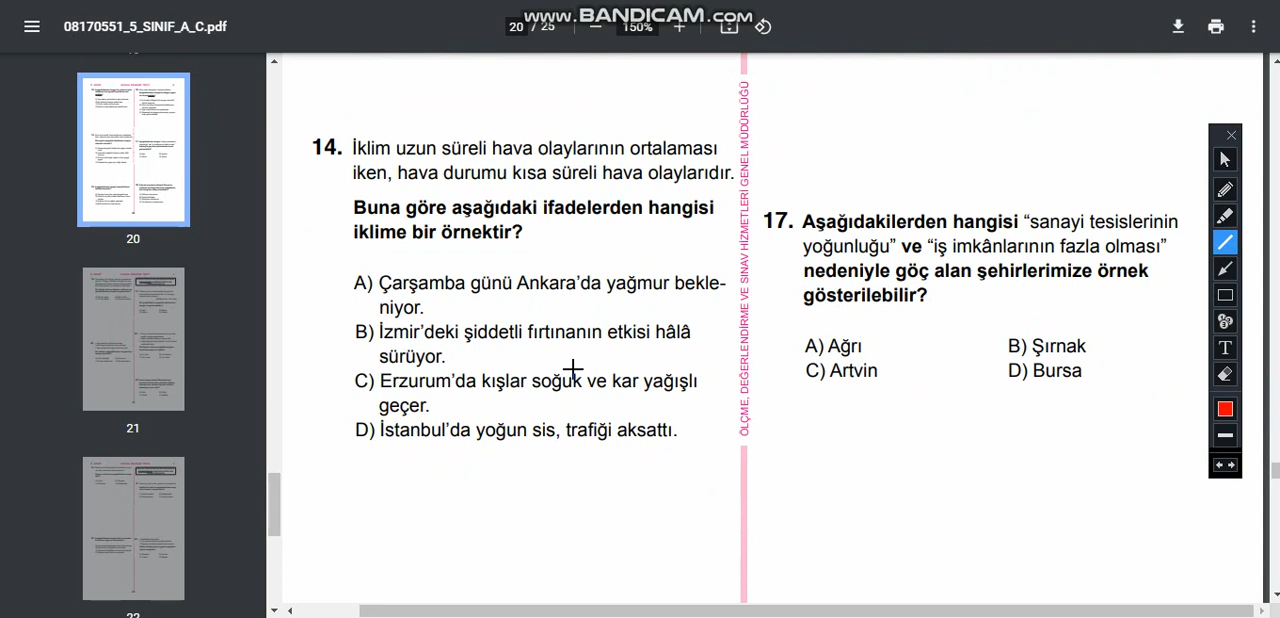 www.BANDICAM.com
08170551_5_SINIF_A_C.pdf
20 / 25
150%
20
21
22
14. İklim uzun süreli hava olaylarının ortalaması
iken, hava durumu kısa süreli hava olaylarıdır.
Buna göre aşağıdaki ifadelerden hangisi
iklime bir örnektir?
A) Çarşamba günü Ankara’da yağmur bekle-
niyor.
B) İzmir’deki şiddetli fırtınanın etkisi hâlâ
sürüyor.
C) Erzurum’da kışlar soğuk ve kar yağışlı
geçer.
D) İstanbul’da yoğun sis, trafiği aksattı.
ÖLÇME, DEĞERLENDİRME VE SINAV HİZMETLERİ GENEL MÜDÜRLÜĞÜ
17. Aşağıdakilerden hangisi “sanayi tesislerinin
yoğunluğu” ve “iş imkânlarının fazla olması”
nedeniyle göç alan şehirlerimize örnek
gösterilebilir?
A) Ağrı B) Şırnak
C) Artvin D) Bursa
T